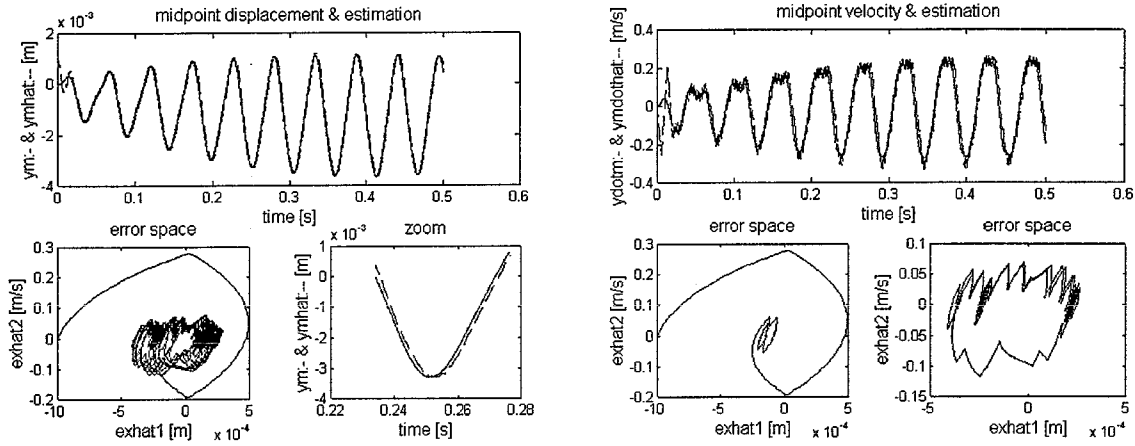 midpoint displacement & estimation
x 10⁻³
2
0
-2
-4
ym:- & ymhat:-- [m]
0 0.1 0.2 0.3 0.4 0.5 0.6
time [s]
error space
0.3
0.2
0.1
0
-0.1
-0.2
exhat2 [m/s]
-10 -5 0 5
exhat1 [m] x 10⁻⁴
zoom
x 10⁻³
1
0
-1
-2
-3
-4
ym:- & ymhat:-- [m]
0.22 0.24 0.26 0.28
time [s]
midpoint velocity & estimation
0.4
0.2
0
-0.2
-0.4
ydotm:- & ymdothat:-- [m/s]
0 0.1 0.2 0.3 0.4 0.5 0.6
time [s]
error space
0.3
0.2
0.1
0
-0.1
-0.2
exhat2 [m/s]
-10 -5 0 5
exhat1 [m] x 10⁻⁴
error space
0.1
0.05
0
-0.05
-0.1
-0.15
exhat2 [m/s]
-5 0 5
exhat1 [m] x 10⁻⁴